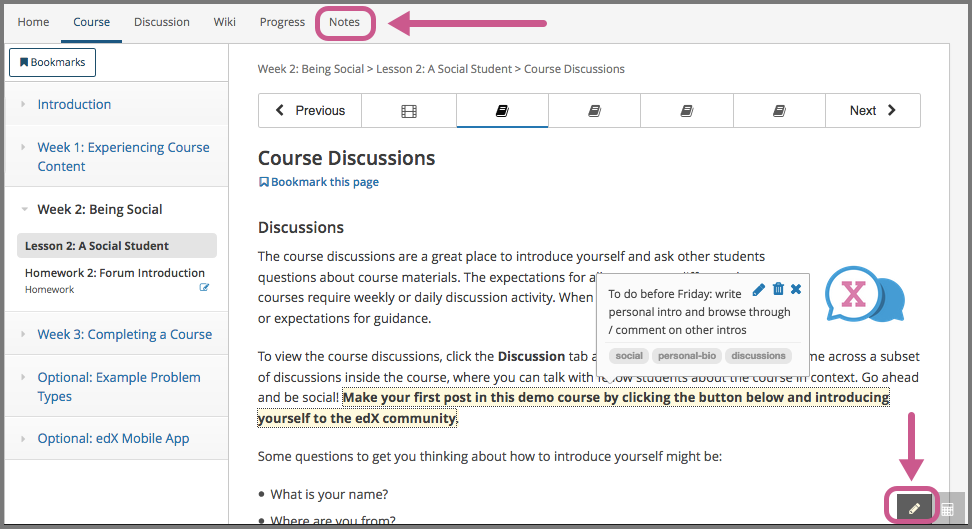 Home Course Discussion Wiki Progress Notes
Bookmarks
Introduction
Week 1: Experiencing Course
Content
Week 2: Being Social
Lesson 2: A Social Student
Homework 2: Forum Introduction
Homework
Week 3: Completing a Course
Optional: Example Problem
Types
Optional: edX Mobile App
Week 2: Being Social > Lesson 2: A Social Student > Course Discussions
Previous
Next
Course Discussions
Bookmark this page
Discussions
The course discussions are a great place to introduce yourself and ask other students
questions about course materials. The expectations for
courses require weekly or daily discussion activity. When
or expectations for guidance.
To do before Friday: write
personal intro and browse through
/ comment on other intros
social personal-bio discussions
X
To view the course discussions, click the Discussion tab across a subset
of discussions inside the course, where you can talk with fellow students about the course in context. Go ahead
and be social! Make your first post in this demo course by clicking the button below and introducing
yourself to the edX community.
Some questions to get you thinking about how to introduce yourself might be:
• What is your name?
• Where are you from?